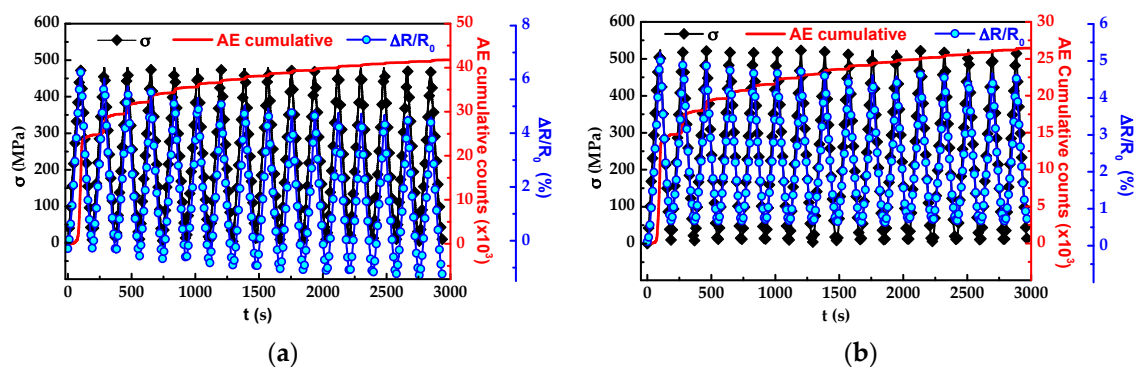 σ AE cumulative ΔR/R0
600
500
400
300
200
100
0
σ (MPa)
0 500 1000 1500 2000 2500 3000
t (s)
50
40
30
20
10
0
AE cumulative counts (x10³)
8
6
4
2
0
ΔR/R0 (%)
(a)
σ AE cumulative ΔR/R0
600
500
400
300
200
100
0
σ (MPa)
0 500 1000 1500 2000 2500 3000
t (s)
30
25
20
15
10
5
0
AE Cumulative counts (x10³)
6
5
4
3
2
1
0
ΔR/R0 (%)
(b)